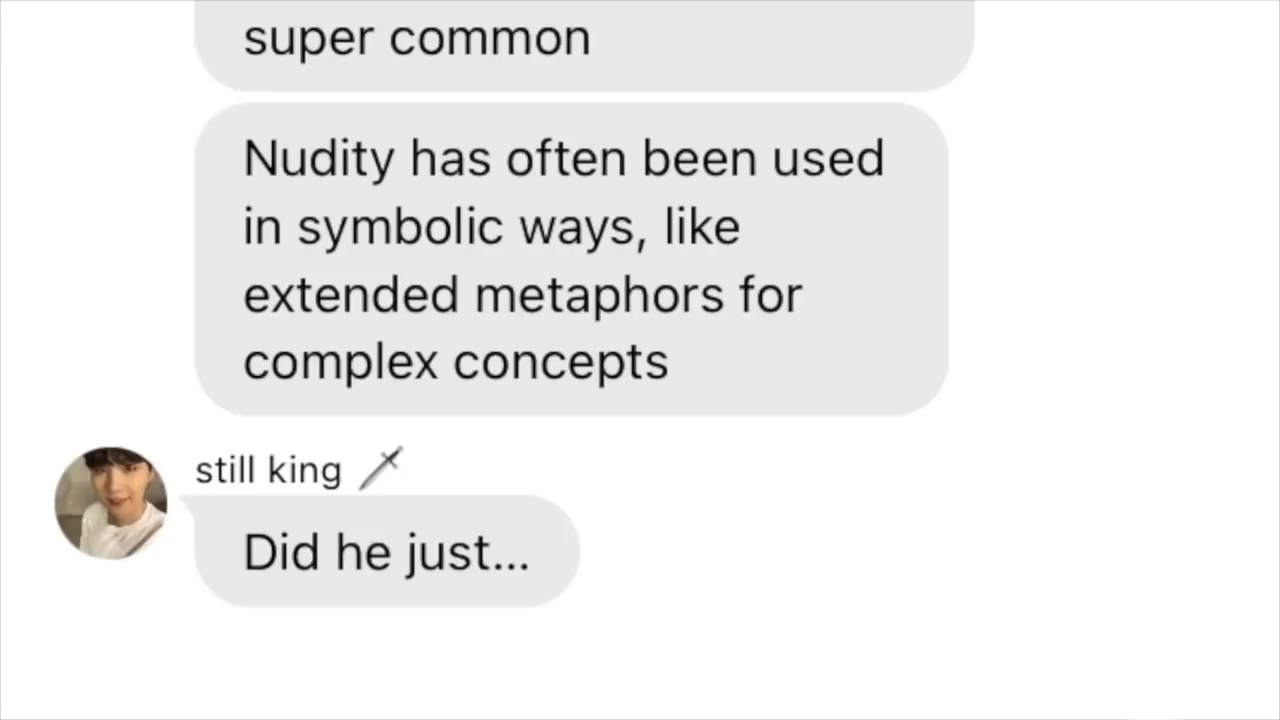 super common
Nudity has often been used
in symbolic ways, like
extended metaphors for
complex concepts
still king 🗡
Did he just...